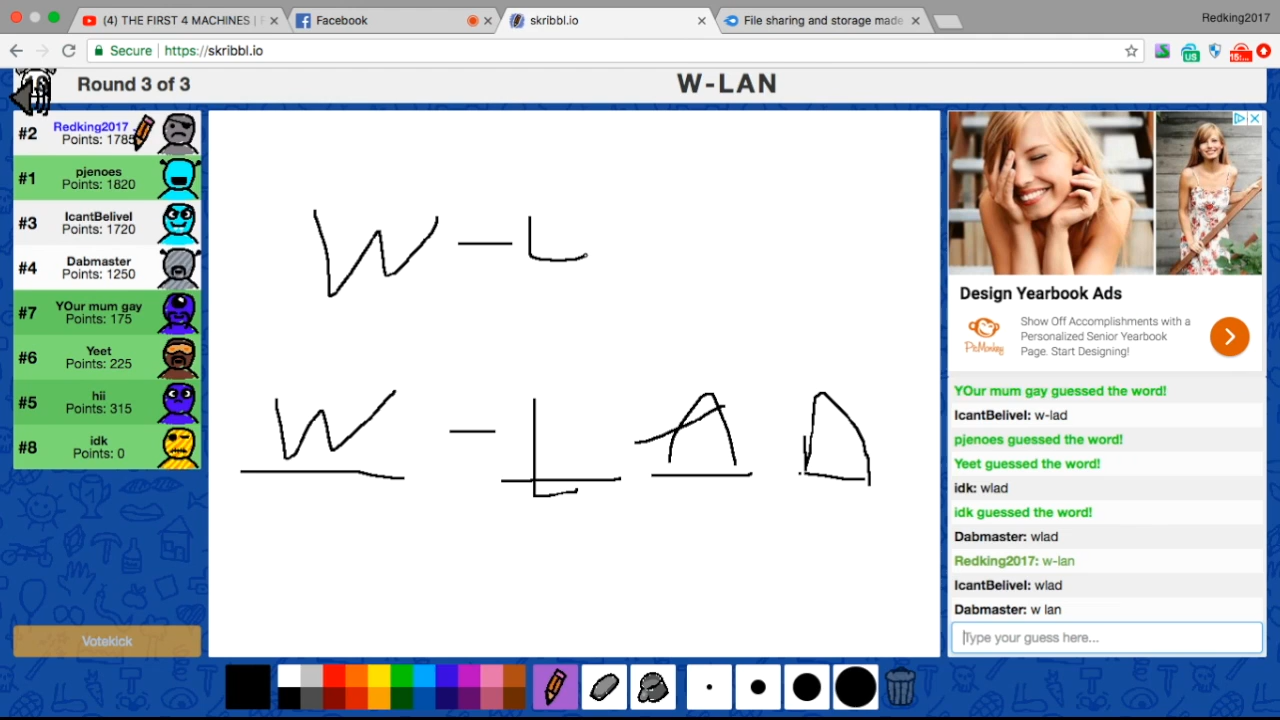 (4) THE FIRST 4 MACHINES | F
Facebook
skribbl.io
File sharing and storage made
Redking2017
Secure
https://skribbl.io
US
Round 3 of 3
W-LAN
#2
Redking2017
Points: 1785
#1
pjenoes
Points: 1820
#3
IcantBelivel
Points: 1720
#4
Dabmaster
Points: 1250
#7
YOur mum gay
Points: 175
#6
Yeet
Points: 225
#5
hii
Points: 315
#8
idk
Points: 0
Votekick
W - L
W - L A D
Design Yearbook Ads
PicMonkey
Show Off Accomplishments with a
Personalized Senior Yearbook
Page. Start Designing!
YOur mum gay guessed the word!
IcantBelivel: w-lad
pjenoes guessed the word!
Yeet guessed the word!
idk: wlad
idk guessed the word!
Dabmaster: wlad
Redking2017: w-lan
IcantBelivel: wlad
Dabmaster: w lan
Type your guess here...